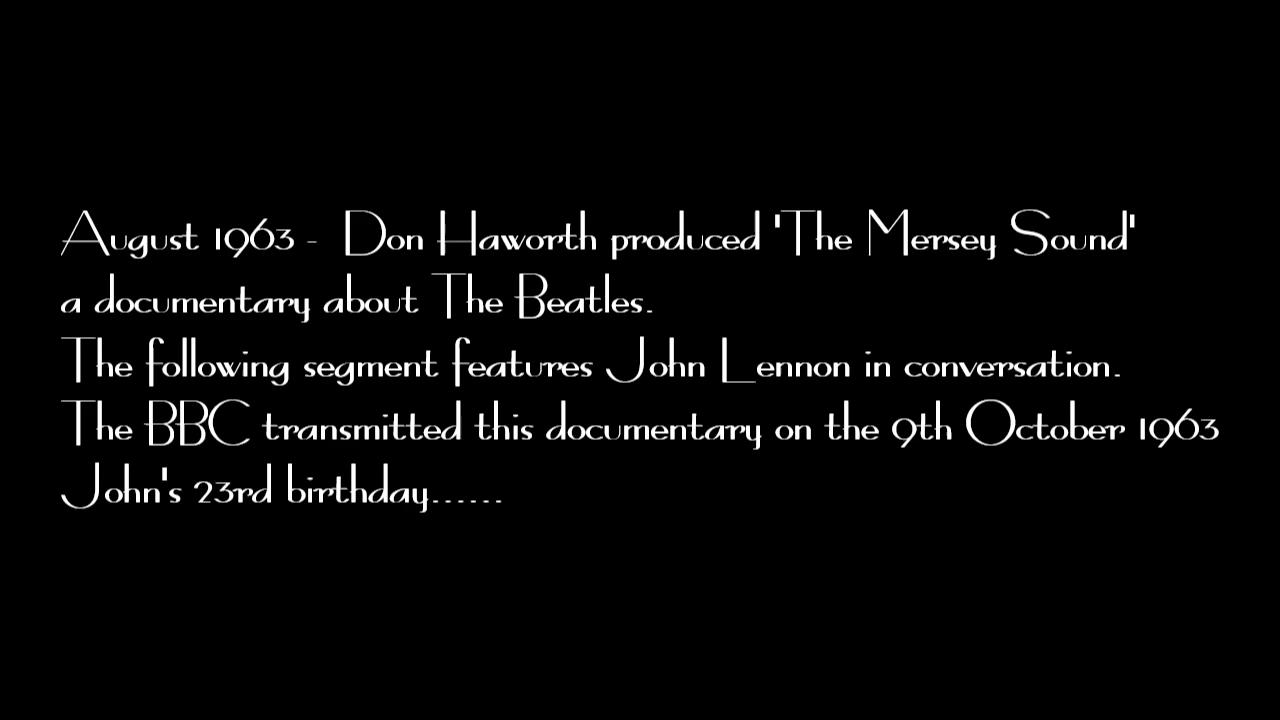 August 1963 - Don Haworth produced 'The Mersey Sound'
a documentary about The Beatles.
The following segment features John Lennon in conversation.
The BBC transmitted this documentary on the 9th October 1963
John's 23rd birthday......